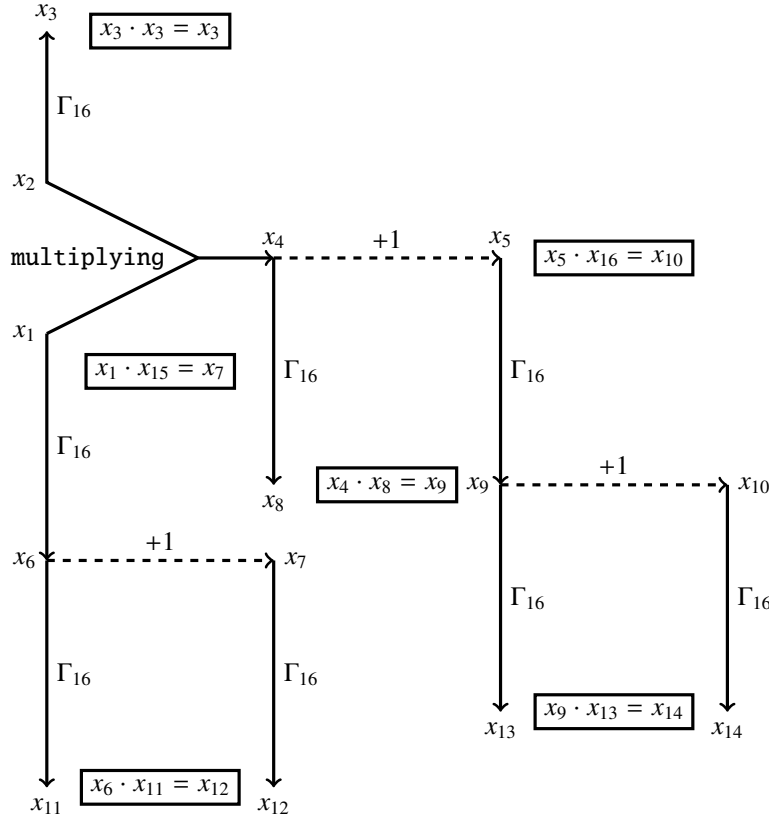 x₃
x₃ · x₃ = x₃
Γ₁₆
x₂
multiplying
x₄
+1
x₅
x₅ · x₁₆ = x₁₀
x₁
x₁ · x₁₅ = x₇
Γ₁₆
Γ₁₆
Γ₁₆
x₈
x₄ · x₈ = x₉
x₉
+1
x₁₀
x₆
+1
x₇
Γ₁₆
Γ₁₆
Γ₁₆
Γ₁₆
x₁₃
x₉ · x₁₃ = x₁₄
x₁₄
x₁₁
x₆ · x₁₁ = x₁₂
x₁₂